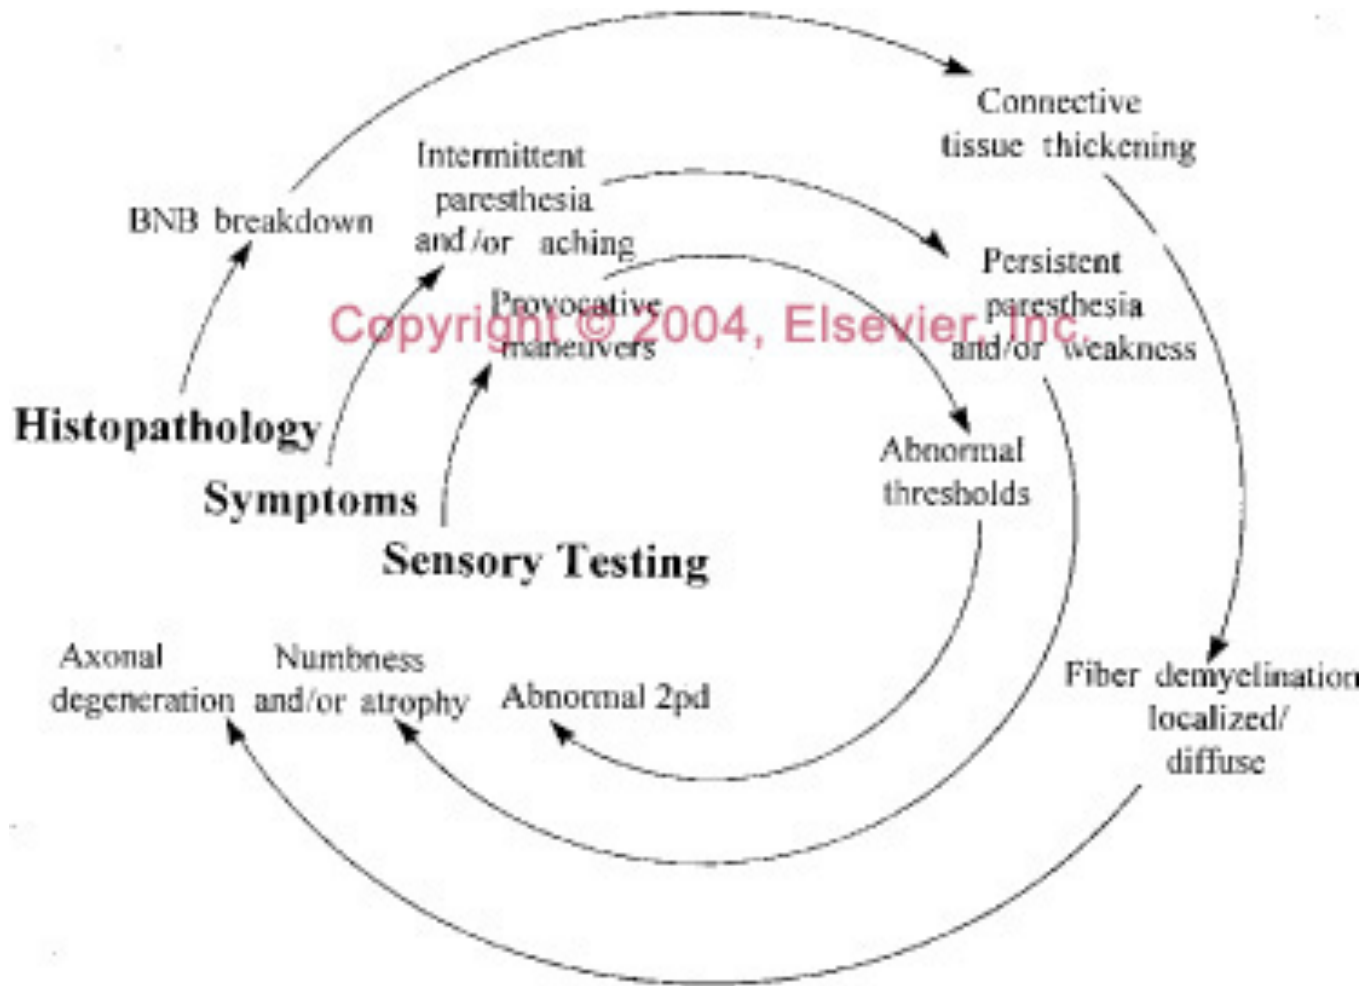 Connective
tissue thickening
Intermittent
paresthesia
and/or aching
BNB breakdown
Persistent
paresthesia
and/or weakness
Provocative
maneuvers
Copyright © 2004, Elsevier, Inc.
Histopathology
Symptoms
Sensory Testing
Abnormal
thresholds
Axonal
degeneration
Numbness
and/or atrophy
Abnormal 2pd
Fiber demyelination
localized/
diffuse